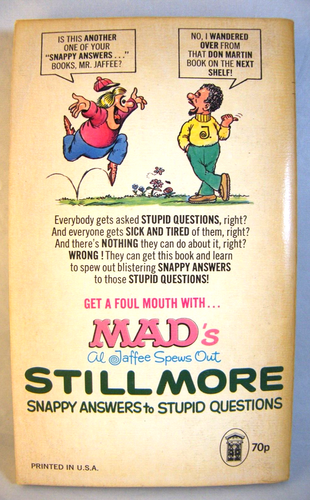 IS THIS ANOTHER
ONE OF YOUR
"SNAPPY ANSWERS..."
BOOKS, MR. JAFFEE?
NO, I WANDERED
OVER FROM
THAT DON MARTIN
BOOK ON THE
NEXT
SHELF!
Everybody gets asked STUPID QUESTIONS, right?
And everyone gets SICK AND TIRED of them, right?
And there's NOTHING they can do about it, right?
WRONG! They can get this book and learn
to spew out blistering SNAPPY ANSWERS
to those STUPID QUESTIONS!
GET A FOUL MOUTH WITH...
MAD's
Al Jaffee Spews Out
STILL MORE
SNAPPY ANSWERS to STUPID QUESTIONS
70p
PRINTED IN U.S.A.